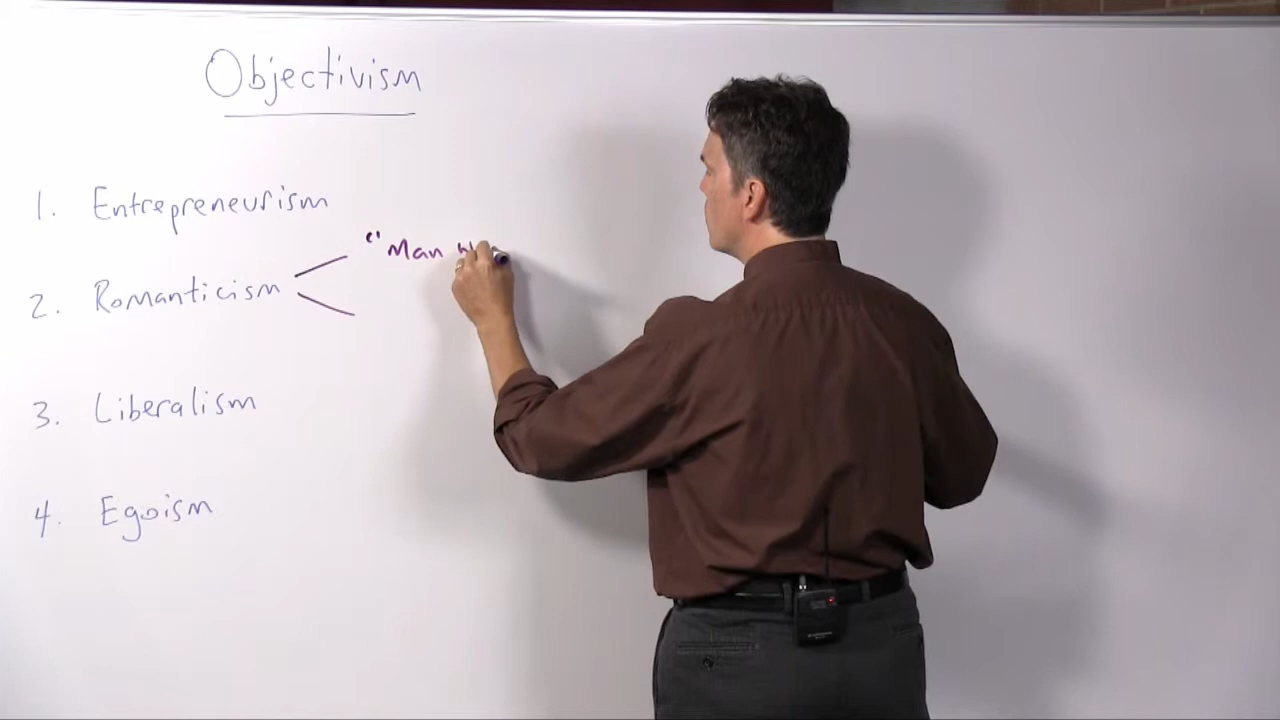 Objectivism
1. Entrepreneurism
"Man
2. Romanticism
3. Liberalism
4. Egoism